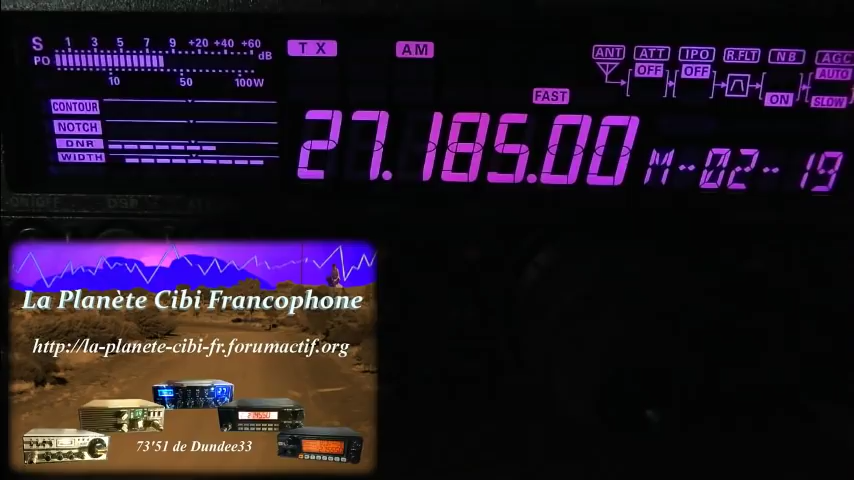 S 1 3 5 7 9 +20 +40 +60 dB
PO 10 50 100W
TX AM
ANT ATT IPO R.FLT NB AGC
OFF OFF AUTO
ON SLOW
FAST
CONTOUR
NOTCH
DNR
WIDTH
27.185.00 M-02-19
La Planète Cibi Francophone
http://la-planete-cibi-fr.forumactif.org
73'51 de Dundee33